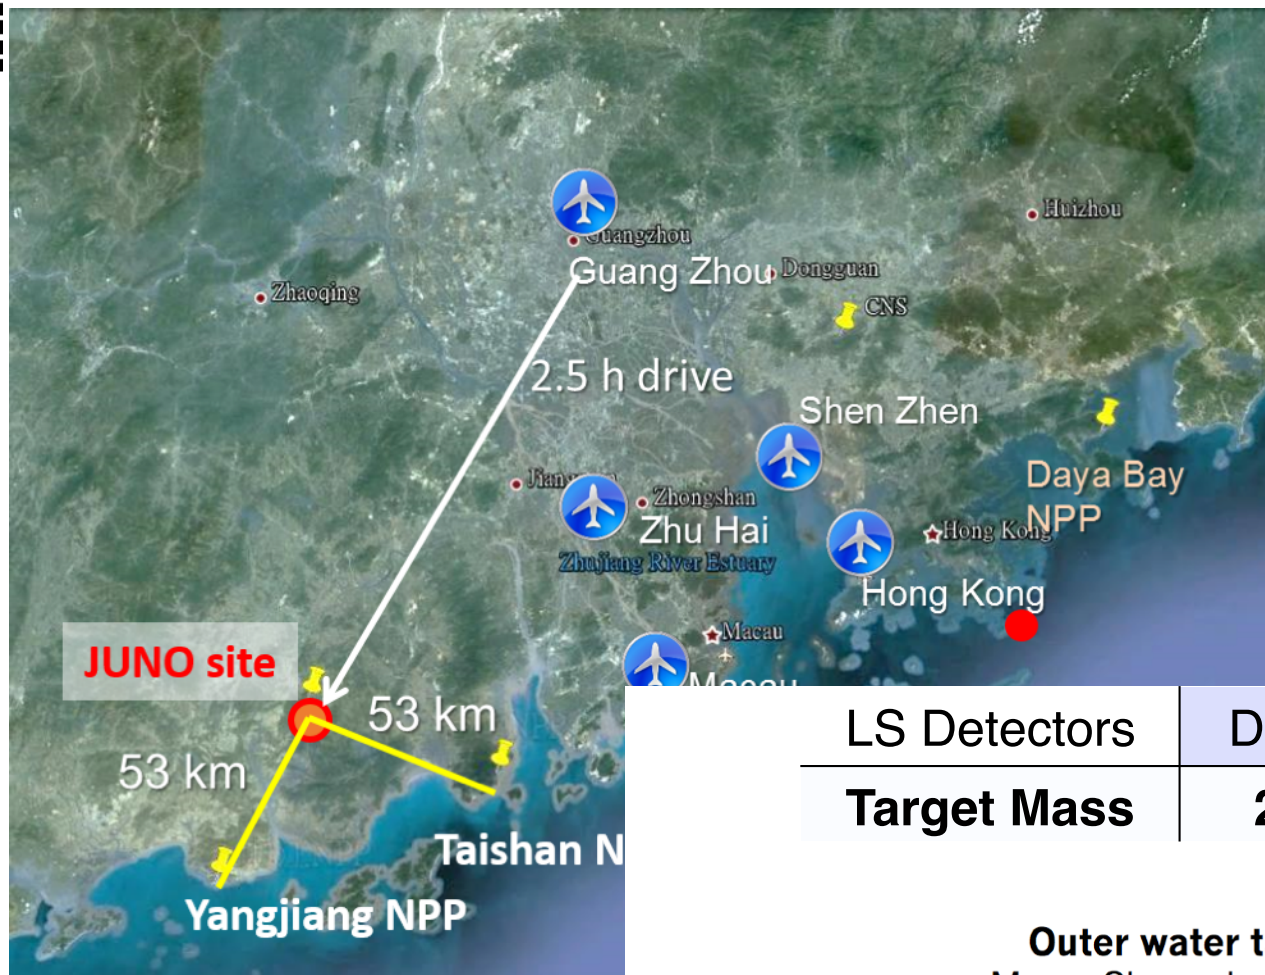 Huizhou
Guangzhou
Guang Zhou
Dongguan
Zhaoqing
CNS
2.5 h drive
Shen Zhen
Daya Bay
NPP
Zhongshan
Zhu Hai
Hong Kong
Zhujiang River Estuary
Hong Kong
Macau
JUNO site
Macau
53 km
53 km
Taishan N
Yangjiang NPP
LS Detectors
D
Target Mass
2
Outer water t